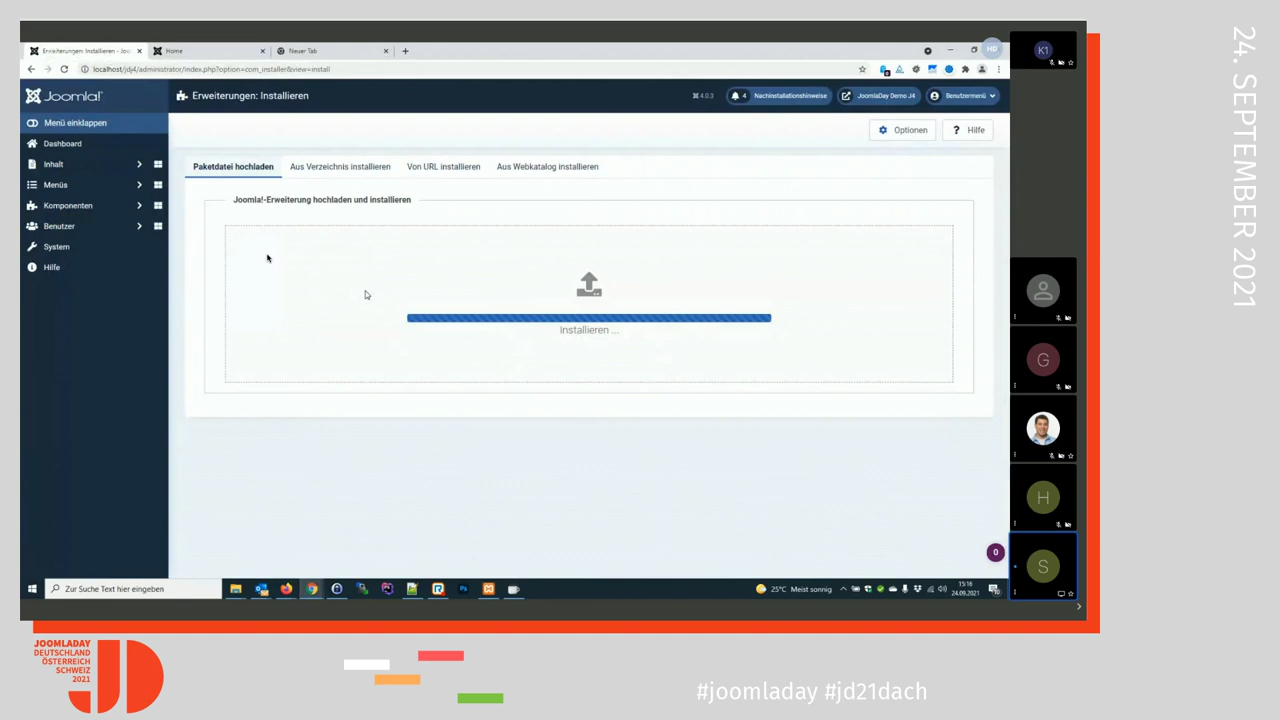 Erweiterungen: Installieren - Joo
Home
Neuer Tab
HD
K1
localhost/jdj4/administrator/index.php?option=com_installer&view=install
Joomla!
Erweiterungen: Installieren
4.0.3
4 Nachinstallationshinweise
JoomlaDay Demo J4
Benutzermenü
Menü einklappen
Optionen
Hilfe
Dashboard
Inhalt
Menüs
Komponenten
Benutzer
System
Hilfe
Paketdatei hochladen
Aus Verzeichnis installieren
Von URL installieren
Aus Webkatalog installieren
Joomla!-Erweiterung hochladen und installieren
Installieren ...
G
H
0
S
Zur Suche Text hier eingeben
25°C Meist sonnig
15:16
24.09.2021
24. SEPTEMBER 2021
JOOMLADAY
DEUTSCHLAND
ÖSTERREICH
SCHWEIZ
2021
JD
#joomladay #jd21dach